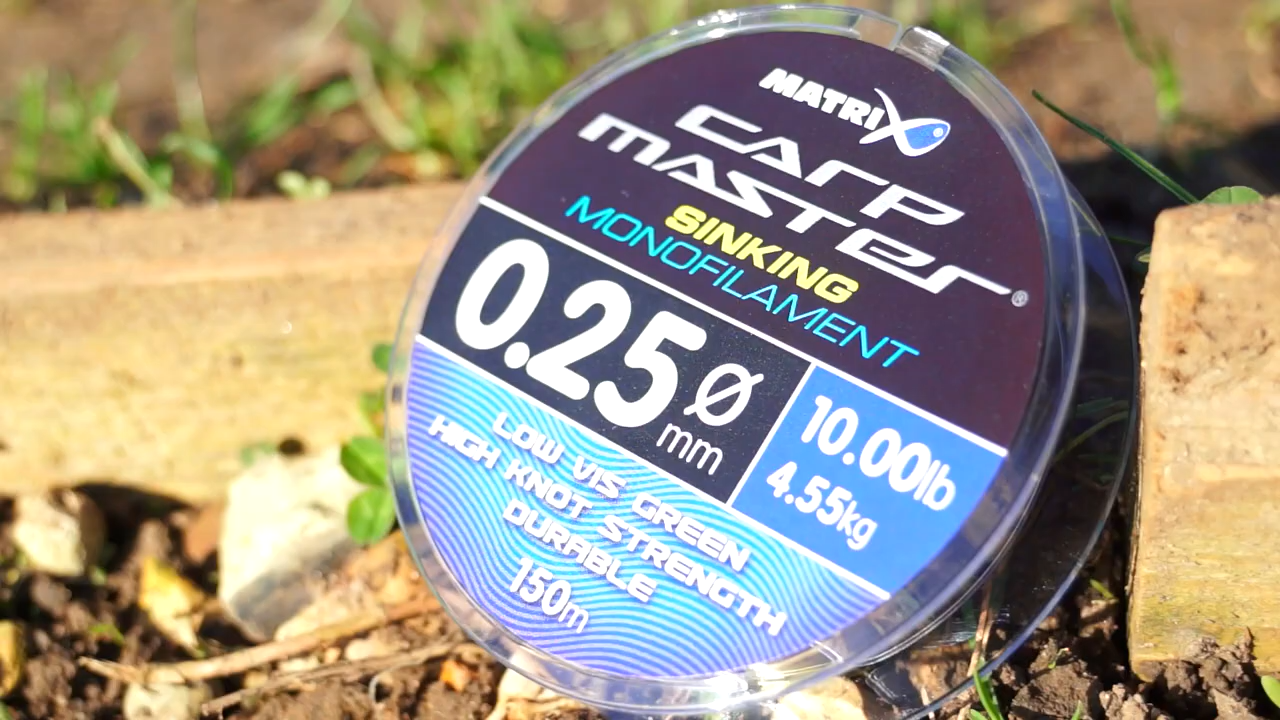 MATRIX
CARP
MASTER®
SINKING
MONOFILAMENT
0.25 Ø
mm
10.00lb
4.55kg
LOW VIS GREEN
HIGH KNOT STRENGTH
DURABLE
150m